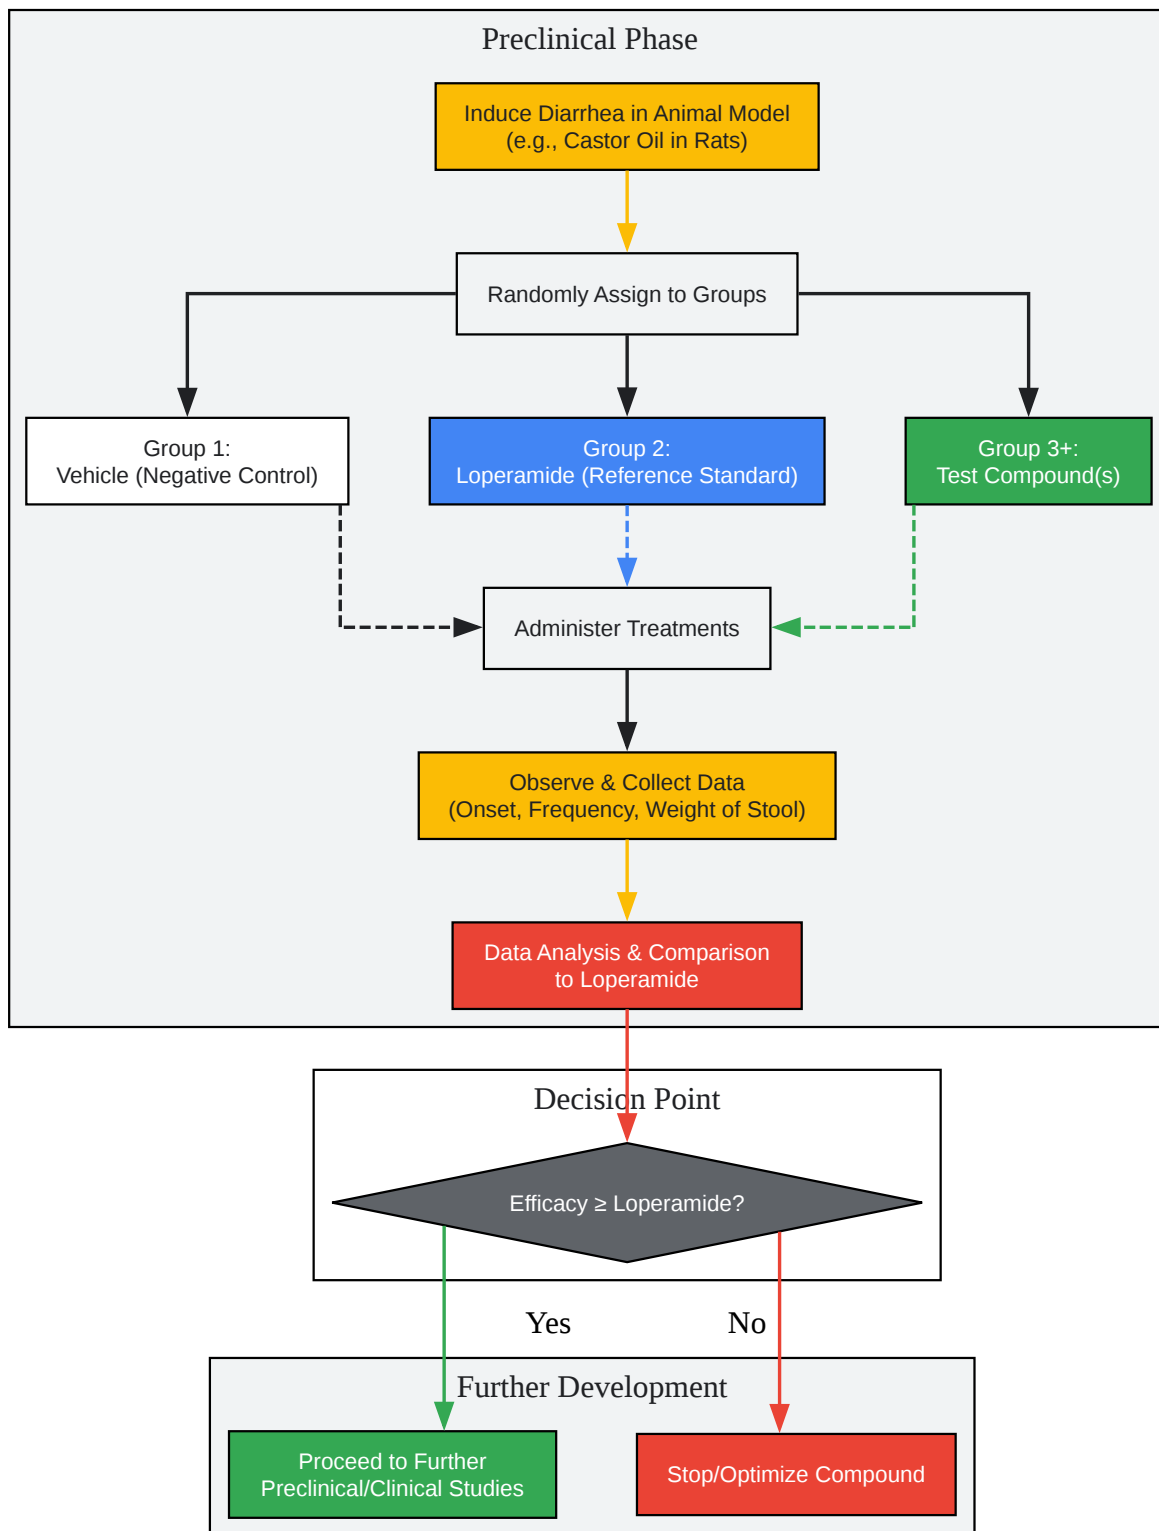 Preclinical Phase
Induce Diarrhea in Animal Model
(e.g., Castor Oil in Rats)
Randomly Assign to Groups
Group 1:
Vehicle (Negative Control)
Group 2:
Loperamide (Reference Standard)
Group 3+:
Test Compound(s)
Administer Treatments
Observe & Collect Data
(Onset, Frequency, Weight of Stool)
Data Analysis & Comparison
to Loperamide
Decision Point
Efficacy ≥ Loperamide?
Yes
No
Further Development
Proceed to Further
Preclinical/Clinical Studies
Stop/Optimize Compound